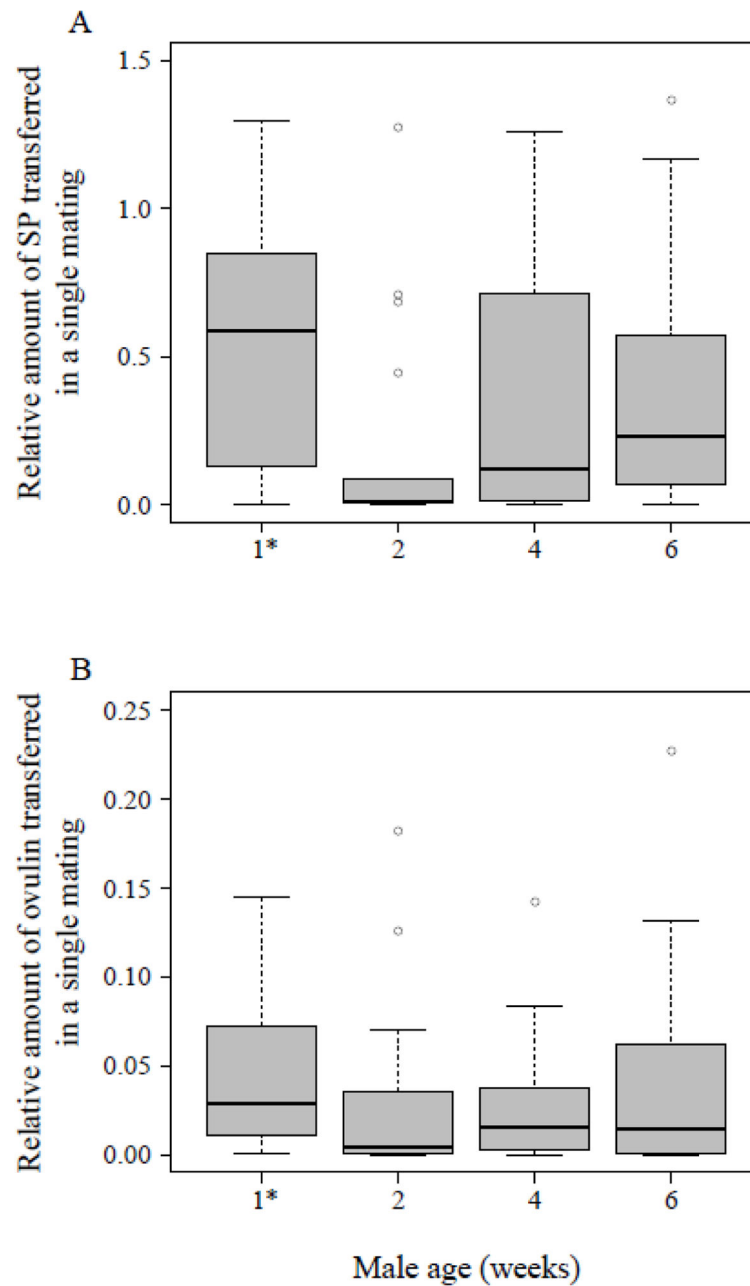 A
Relative amount of SP transferred
in a single mating
1.5
1.0
0.5
0.0
1* 2 4 6
B
Relative amount of ovulin transferred
in a single mating
0.25
0.20
0.15
0.10
0.05
0.00
1* 2 4 6
Male age (weeks)